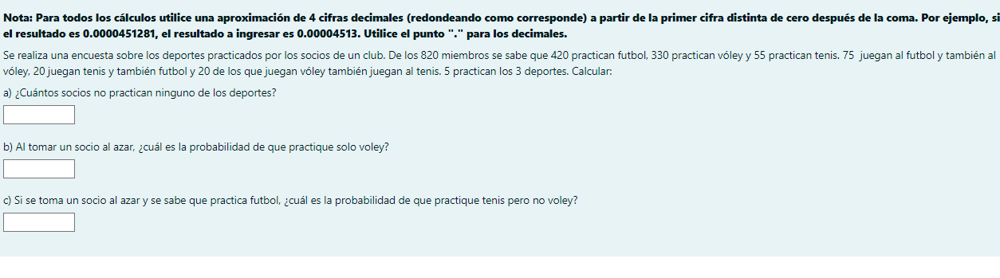 Nota: Para todos los cálculos utilice una aproximación de 4 cifras decimales (redondeando como corresponde) a partir de la primer cifra distinta de cero después de la coma. Por ejemplo, si
el resultado es 0.0000451281, el resultado a ingresar es 0.00004513. Utilice el punto "." para los decimales.
Se realiza una encuesta sobre los deportes practicados por los socios de un club. De los 820 miembros se sabe que 420 practican futbol, 330 practican vóley y 55 practican tenis. 75 juegan al futbol y también al
vóley, 20 juegan tenis y también futbol y 20 de los que juegan vóley también juegan al tenis. 5 practican los 3 deportes. Calcular:
a) ¿Cuántos socios no practican ninguno de los deportes?
b) Al tomar un socio al azar, ¿cuál es la probabilidad de que practique solo voley?
c) Si se toma un socio al azar y se sabe que practica futbol, ¿cuál es la probabilidad de que practique tenis pero no voley?